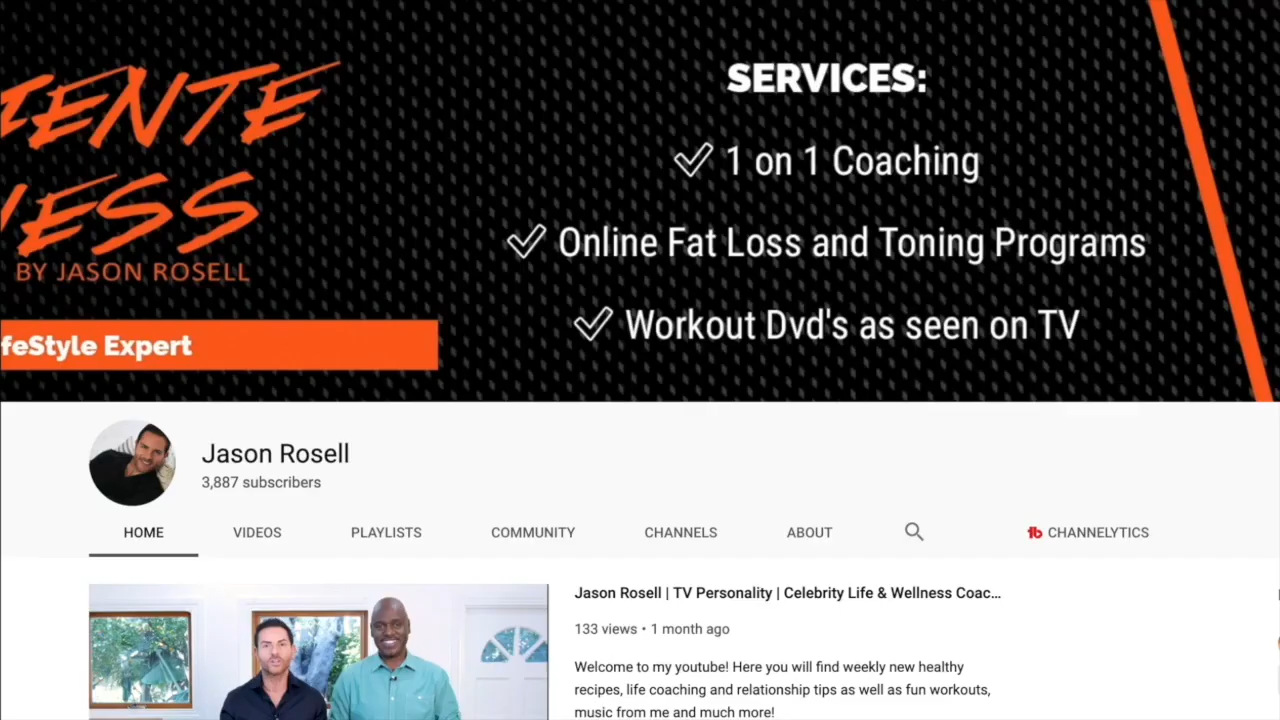 IENTE
NESS
BY JASON ROSELL
feStyle Expert
SERVICES:
1 on 1 Coaching
Online Fat Loss and Toning Programs
Workout Dvd's as seen on TV
Jason Rosell
3,887 subscribers
HOME VIDEOS PLAYLISTS COMMUNITY CHANNELS ABOUT tb CHANNELYTICS
Jason Rosell | TV Personality | Celebrity Life & Wellness Coac...
133 views • 1 month ago
Welcome to my youtube! Here you will find weekly new healthy
recipes, life coaching and relationship tips as well as fun workouts,
music from me and much more!